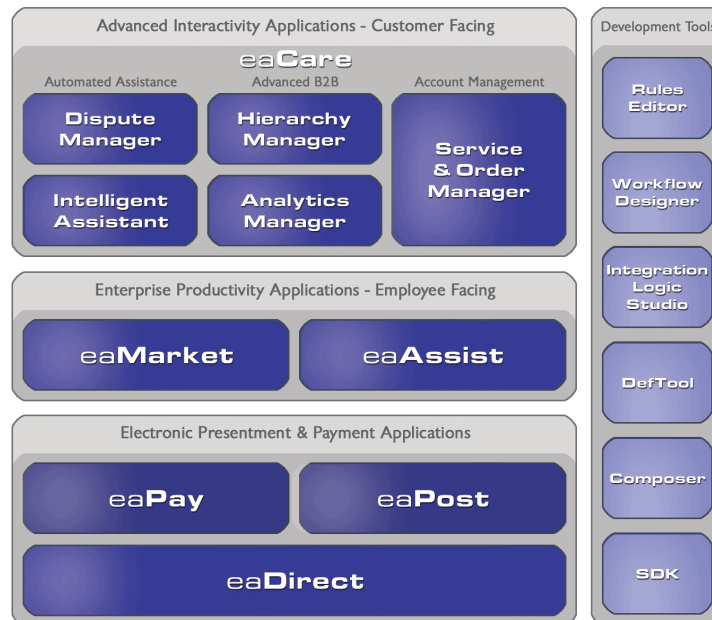 Advanced Interactivity Applications - Customer Facing
eaCare
Automated Assistance
Advanced B2B
Account Management
Dispute
Manager
Hierarchy
Manager
Service
& Order
Manager
Intelligent
Assistant
Analytics
Manager
Enterprise Productivity Applications - Employee Facing
eaMarket
eaAssist
Electronic Presentment & Payment Applications
eaPay
eaPost
eaDirect
Development Tools
Rules
Editor
Workflow
Designer
Integration
Logic
Studio
DefTool
Composer
SDK